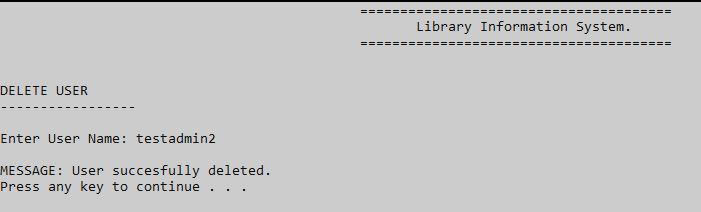 =======================================
Library Information System.
=======================================
DELETE USER
-----------------
Enter User Name: testadmin2
MESSAGE: User succesfully deleted.
Press any key to continue . . .